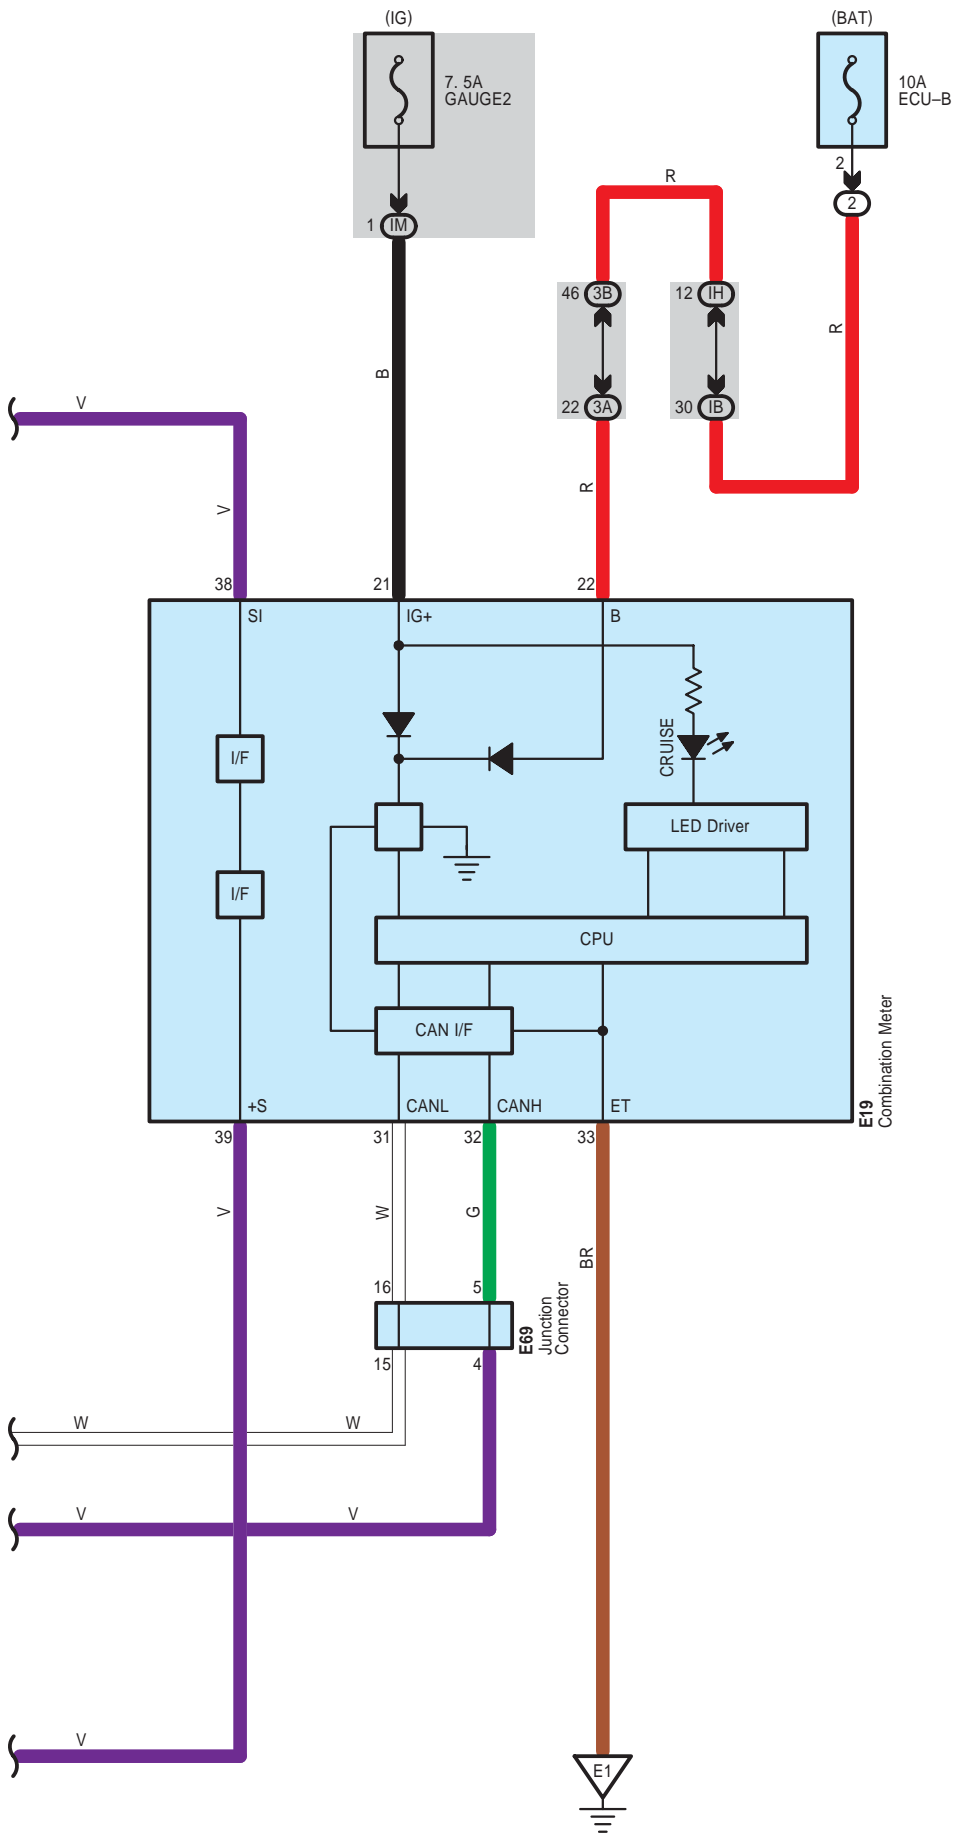 (IG)
(BAT)
7. 5A
GAUGE2
10A
ECU–B
2
2
R
1 IM
46 3B
12 IH
R
B
V
22 3A
30 IB
R
V
38
21
22
SI
IG+
B
CRUISE
I/F
LED Driver
I/F
CPU
CAN I/F
E19
Combination Meter
+S
CANL
CANH
ET
39
31
32
33
V
W
G
BR
16
5
E69
Junction
Connector
15
4
W
W
V
V
V
E1